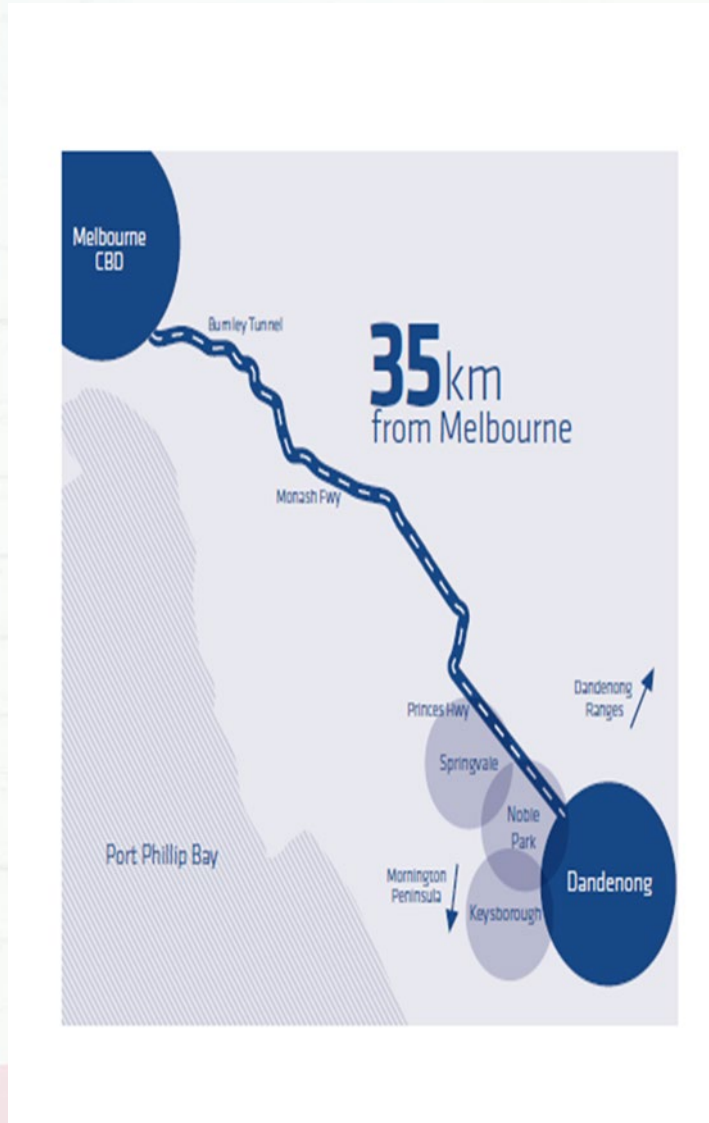 Melbourne
CBD
Burnley Tunnel
35km
from Melbourne
Monash Fwy
Dandenong
Ranges
Princes Hwy
Springvale
Noble
Park
Port Phillip Bay
Mornington
Peninsula
Dandenong
Keysborough